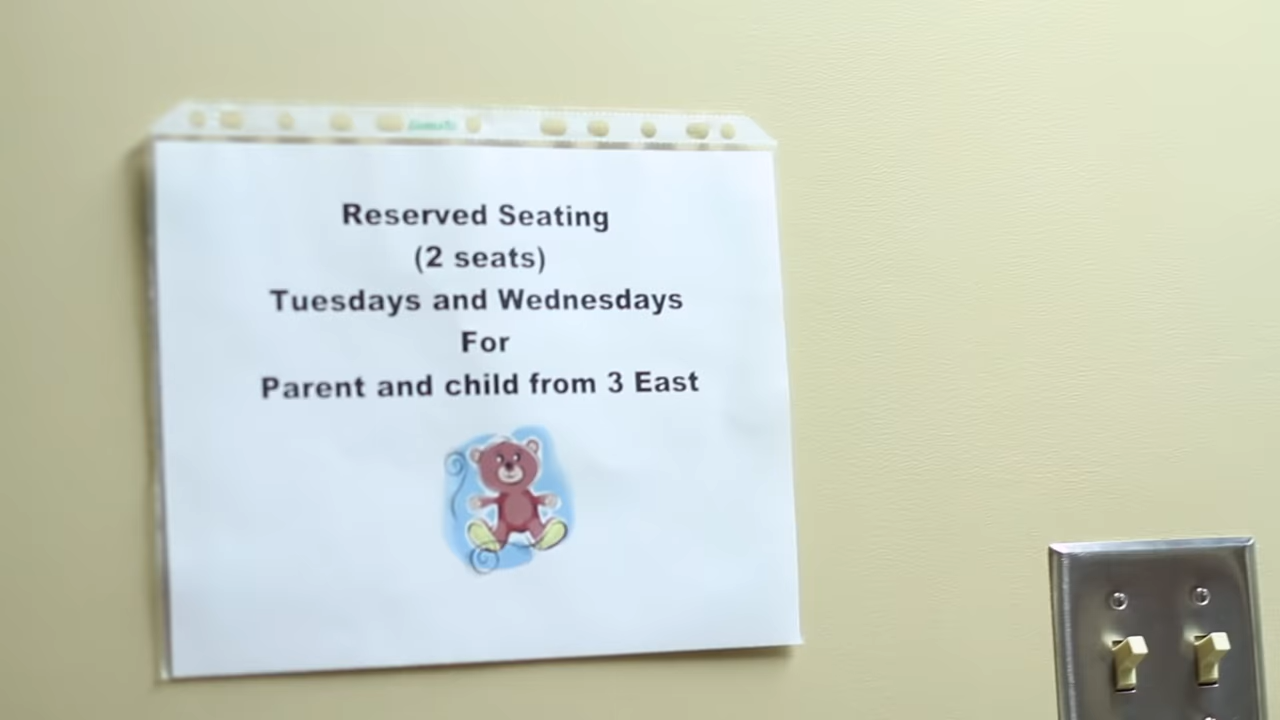 Reserved Seating
(2 seats)
Tuesdays and Wednesdays
For
Parent and child from 3 East